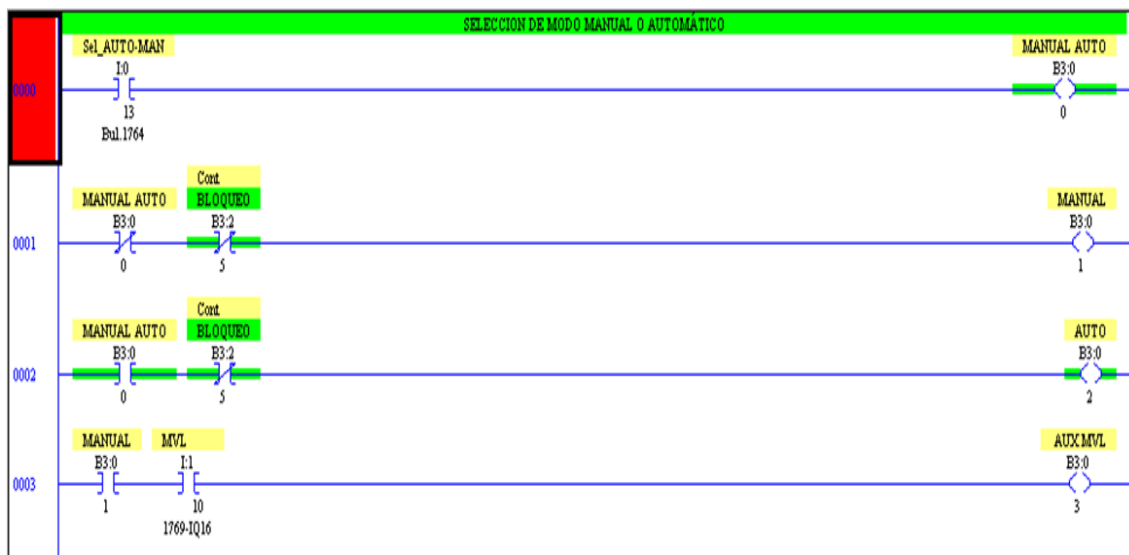 SELECCION DE MODO MANUAL O AUTOMÁTICO
Sel_AUTO-MAN MANUAL AUTO
I:0 B3:0
0000
13 0
Bul.1764
Cont
MANUAL AUTO BLOQUEO MANUAL
B3:0 B3:2 B3:0
0001
0 5 1
Cont
MANUAL AUTO BLOQUEO AUTO
B3:0 B3:2 B3:0
0002
0 5 2
MANUAL MVL AUX MVL
B3:0 I:1 B3:0
0003
1 10 3
1769-IQ16